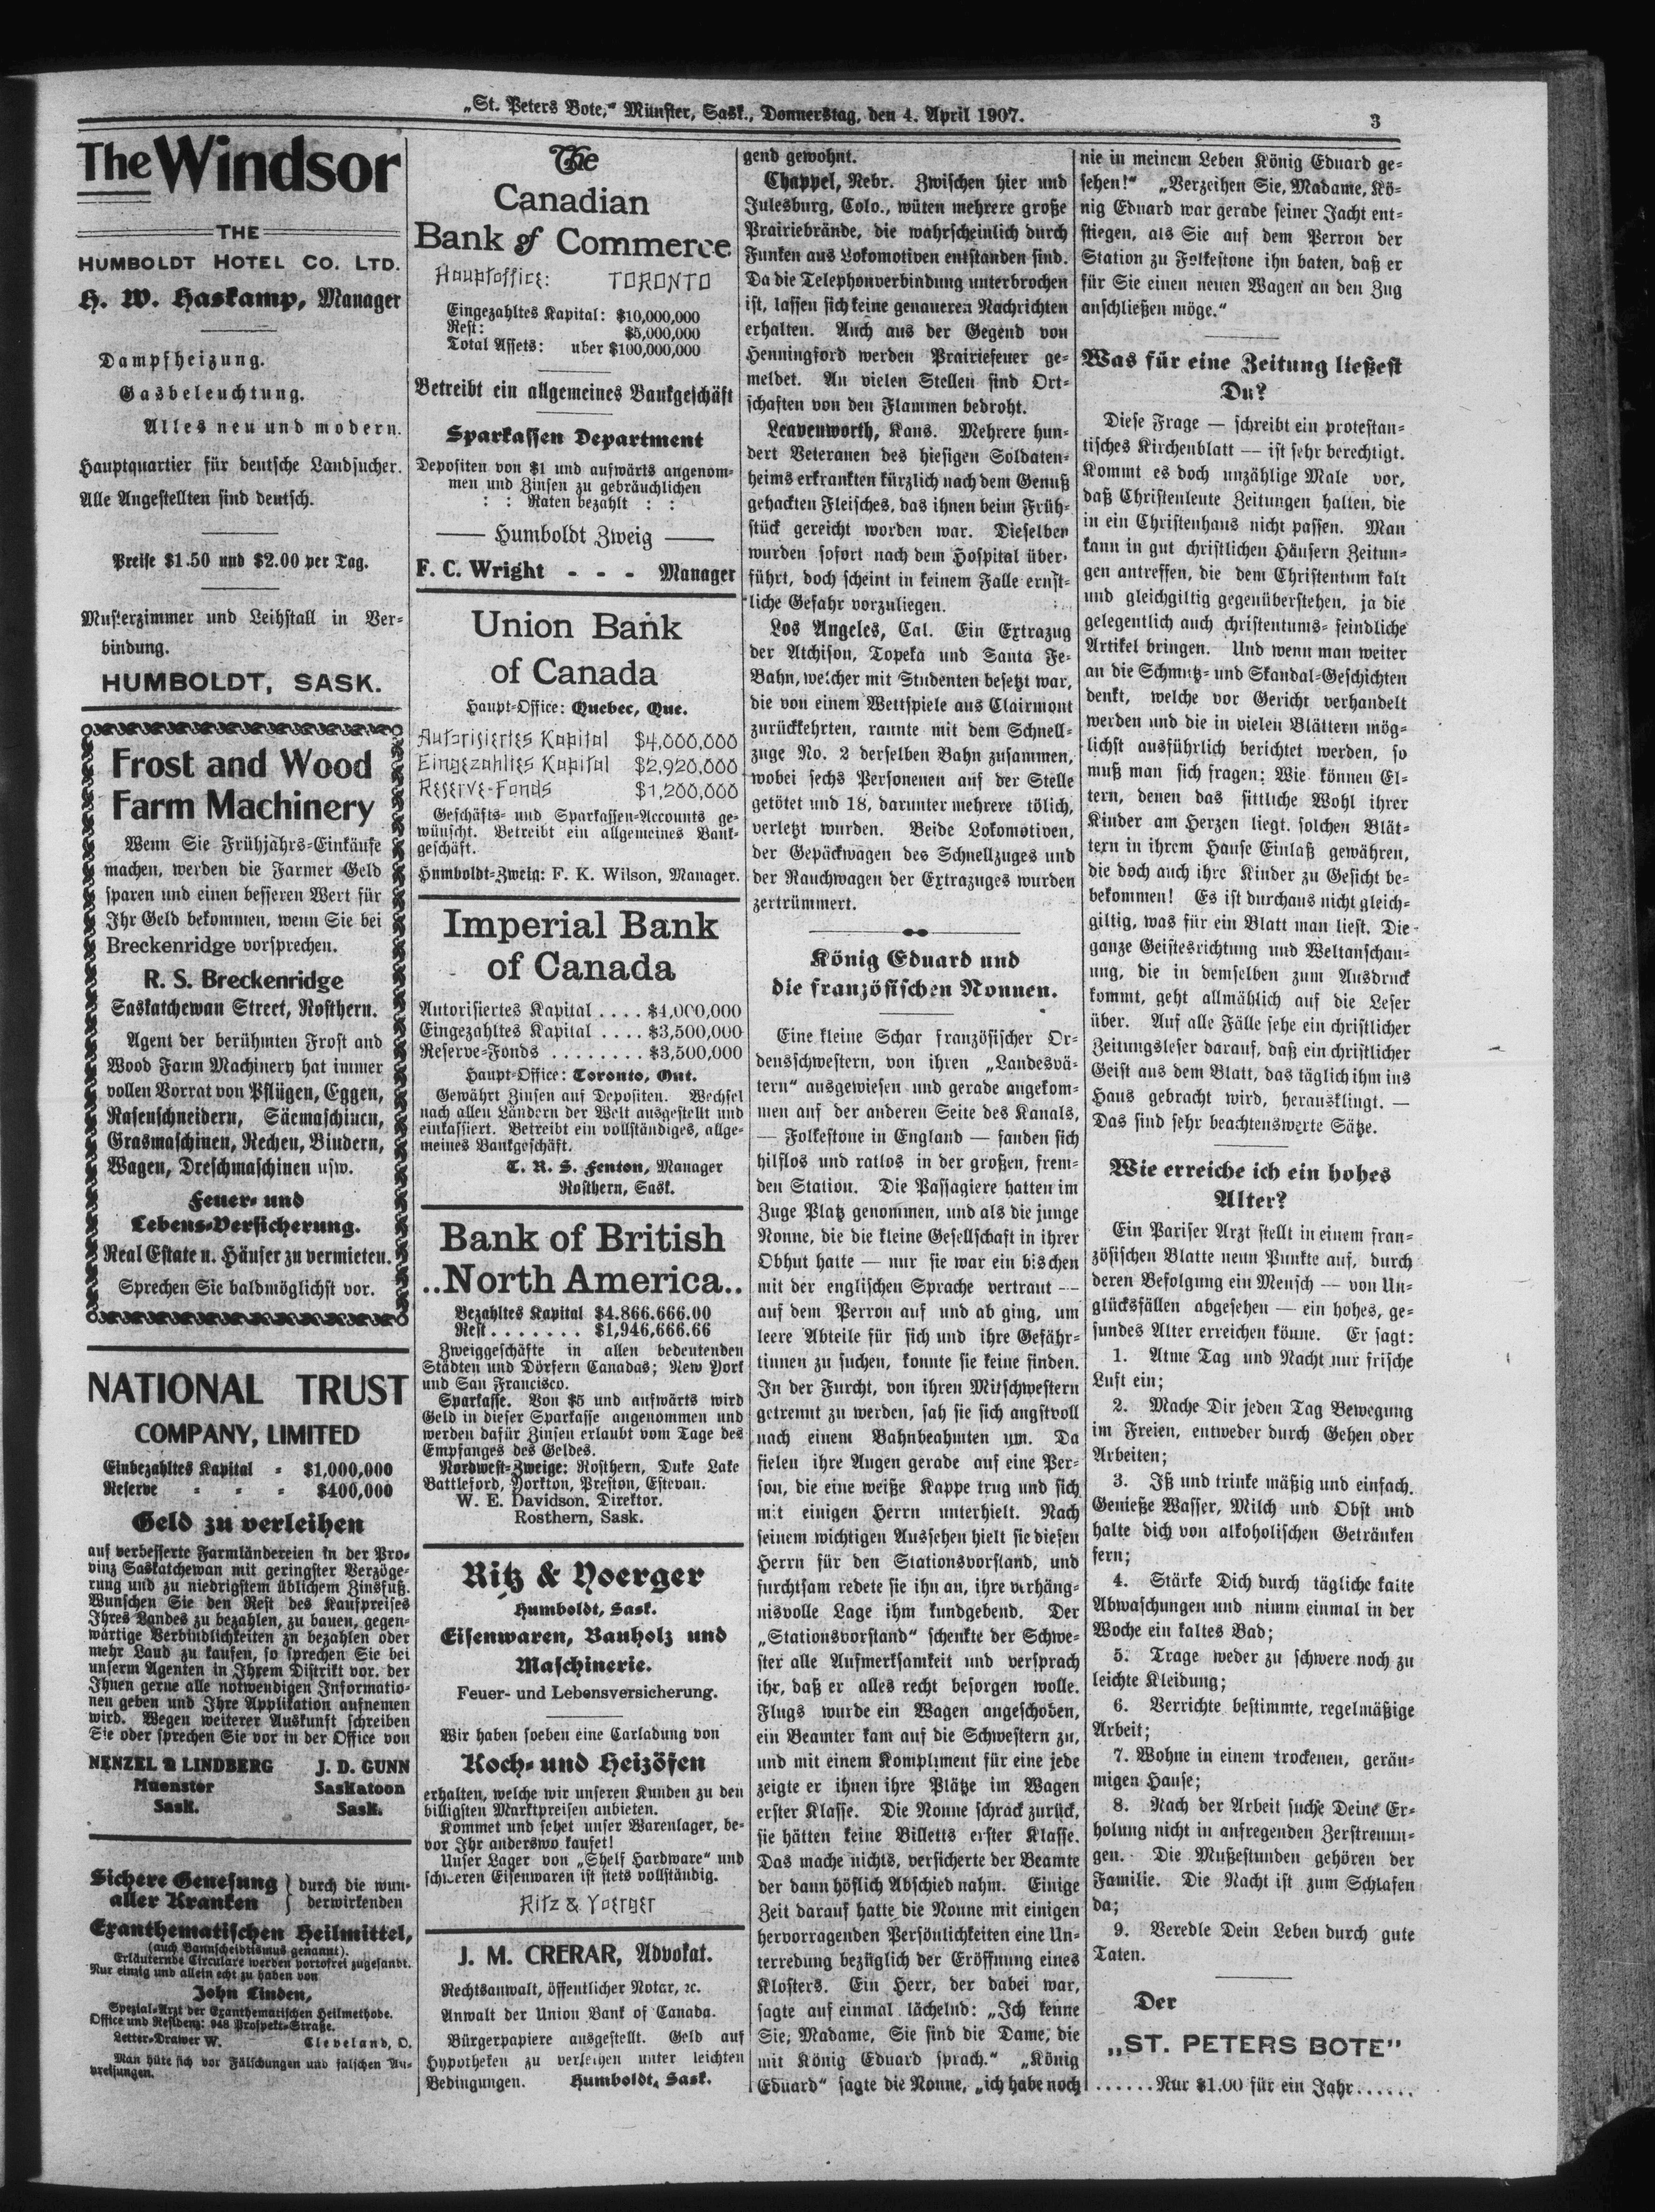 „St. Peters Bote," Münster, Sask., Donnerstag, den 4. April 1907.
3
The Windsor
THE
HUMBOLDT HOTEL CO. LTD.
H. W. Haskamp, Manager
Dampfheizung.
Gasbeleuchtung.
Alles neu und modern.
Hauptquartier für deutsche Landsucher.
Alle Angestellten sind deutsch.
Preise $1.50 und $2.00 per Tag.
Musterzimmer und Leihstall in Ver-
bindung.
HUMBOLDT, SASK.
Frost and Wood
Farm Machinery
Wenn Sie Frühjahrs-Einkäufe
machen, werden die Farmer Geld
sparen und einen besseren Wert für
Ihr Geld bekommen, wenn Sie bei
Breckenridge vorsprechen.
R. S. Breckenridge
Saskatchewan Street, Rosthern.
Agent der berühmten Frost and
Wood Farm Machinery hat immer
vollen Vorrat von Pflügen, Eggen,
Rasenschneidern, Säemaschinen,
Grasmaschinen, Rechen, Bindern,
Wagen, Dreschmaschinen usw.
Feuer- und
Lebens-Versicherung.
Real Estate u. Häuser zu vermieten.
Sprechen Sie baldmöglichst vor.
NATIONAL TRUST
COMPANY, LIMITED
Einbezahltes Kapital - $1,000,000
Reserve - - - $400,000
Geld zu verleihen
auf verbesserte Farmländereien in der Pro-
vinz Saskatchewan mit geringster Verzöge-
rung und zu niedrigstem üblichem Zinsfuß.
Wunschen Sie den Rest des Kaufpreises
Ihres Landes zu bezahlen, zu bauen, gegen-
wärtige Verbindlichkeiten zu bezahlen oder
mehr Land zu kaufen, so sprechen Sie bei
unserm Agenten in Ihrem Distrikt vor. der
Ihnen gerne alle notwendigen Informatio-
nen geben und Ihre Applikation aufnemen
wird. Wegen weiterer Auskunft schreiben
Sie oder sprechen Sie vor in der Office von
NENZEL & LINDBERG J. D. GUNN
Muenster Saskatoon
Sask. Sask.
Sichere Genesung } durch die wun-
aller Kranken } derwirkenden
Exanthematischen Heilmittel,
(auch Baunscheidtismus genannt).
Erläuternde Circulare werden portofrei zugesandt.
Nur einzig und allein echt zu haben von
John Linden,
Spezial-Arzt der Exanthematischen Heilmethode.
Office und Residenz: 948 Prospekt-Straße.
Letter-Drawer W. Cleveland, O.
Man hüte sich vor Fälschungen und falschen An-
preisungen.
The
Canadian
Bank of Commerce
Hauptoffice: TORONTO
Eingezahltes Kapital: $10,000,000
Rest: $5,000,000
Total Assets: uber $100,000,000
Betreibt ein allgemeines Bankgeschäft
Sparkassen Department
Depositen von $1 und aufwärts angenom-
men und Zinsen zu gebräuchlichen
: : Raten bezahlt : :
Humboldt Zweig
F. C. Wright - - - Manager
Union Bank
of Canada
Haupt-Office: Quebec, Que.
Autorisiertes Kapital $4,000,000
Eingezahltes Kapital $2,920,000
Reserve-Fonds $1,200,000
Geschäfts- und Sparkassen-Accounts ge-
wünscht. Betreibt ein allgemeines Bank-
geschäft.
Humboldt-Zweig: F. K. Wilson, Manager.
Imperial Bank
of Canada
Autorisiertes Kapital .... $4,000,000
Eingezahltes Kapital .... $3,500,000
Reserve-Fonds ........ $3,500,000
Haupt-Office: Toronto, Ont.
Gewährt Zinsen auf Depositen. Wechsel
nach allen Ländern der Welt ausgestellt und
einkassiert. Betreibt ein vollständiges, allge-
meines Bankgeschäft.
T. R. S. Fenton, Manager
Rosthern, Sask.
Bank of British
..North America..
Bezahltes Kapital $4.866.666.00
Rest....... $1,946,666.66
Zweiggeschäfte in allen bedeutenden
Städten und Dörfern Canadas; New York
und San Francisco.
Sparkasse. Von $5 und aufwärts wird
Geld in dieser Sparkasse angenommen und
werden dafür Zinsen erlaubt vom Tage des
Empfanges des Geldes.
Nordwest-Zweige: Rosthern, Duke Lake
Battleford, Yorkton, Preston, Estevan.
W. E. Davidson, Direktor.
Rosthern, Sask.
Ritz & Yoerger
Humboldt, Sask.
Eisenwaren, Bauholz und
Maschinerie.
Feuer- und Lebensversicherung.
Wir haben soeben eine Carladung von
Koch- und Heizöfen
erhalten, welche wir unseren Kunden zu den
billigsten Marktpreisen anbieten.
Kommet und sehet unser Warenlager, be-
vor Ihr anderswo kaufet!
Unser Lager von „Shelf Hardware" und
schweren Eisenwaren ist stets vollständig.
Ritz & Yoerger
J. M. CRERAR, Advokat.
Rechtsanwalt, öffentlicher Notar, ꝛc.
Anwalt der Union Bank of Canada.
Bürgerpapiere ausgestellt. Geld auf
Hypotheken zu verleihen unter leichten
Bedingungen. Humboldt, Sask.
gend gewohnt.
Chappel, Nebr. Zwischen hier und
Julesburg, Colo., wüten mehrere große
Prairiebrände, die wahrscheinlich durch
Funken aus Lokomotiven entstanden sind.
Da die Telephonverbindung unterbrochen
ist, lassen sich keine genaueren Nachrichten
erhalten. Auch aus der Gegend von
Henningford werden Prairiefeuer ge-
meldet. An vielen Stellen sind Ort-
schaften von den Flammen bedroht.
Leavenworth, Kans. Mehrere hun-
dert Veteranen des hiesigen Soldaten-
heims erkrankten kürzlich nach dem Genuß
gehackten Fleisches, das ihnen beim Früh-
stück gereicht worden war. Dieselben
wurden sofort nach dem Hospital über-
führt, doch scheint in keinem Falle ernst-
liche Gefahr vorzuliegen.
Los Angeles, Cal. Ein Extrazug
der Atchison, Topeka und Santa Fe-
Bahn, welcher mit Studenten besetzt war,
die von einem Wettspiele aus Clairmont
zurückkehrten, rannte mit dem Schnell-
zuge No. 2 derselben Bahn zusammen,
wobei sechs Personenen auf der Stelle
getötet und 18, darunter mehrere tölich,
verletzt wurden. Beide Lokomotiven,
der Gepäckwagen des Schnellzuges und
der Rauchwagen der Extrazuges wurden
zertrümmert.
König Eduard und
die französischen Nonnen.
Eine kleine Schar französischer Or-
densschwestern, von ihren „Landesvä-
tern" ausgewiesen und gerade angekom-
men auf der anderen Seite des Kanals,
— Folkestone in England — fanden sich
hilflos und ratlos in der großen, frem-
den Station. Die Passagiere hatten im
Zuge Platz genommen, und als die junge
Nonne, die die kleine Gesellschaft in ihrer
Obhut hatte — nur sie war ein bischen
mit der englischen Sprache vertraut —
auf dem Perron auf und ab ging, um
leere Abteile für sich und ihre Gefähr-
tinnen zu suchen, konnte sie keine finden.
In der Furcht, von ihren Mitschwestern
getrennt zu werden, sah sie sich angstvoll
nach einem Bahnbeahmten um. Da
fielen ihre Augen gerade auf eine Per-
son, die eine weiße Kappe trug und sich
mit einigen Herrn unterhielt. Nach
seinem wichtigen Aussehen hielt sie diesen
Herrn für den Stationsvorstand, und
furchtsam redete sie ihn an, ihre verhäng-
nisvolle Lage ihm kundgebend. Der
„Stationsvorstand" schenkte der Schwe-
ster alle Aufmerksamkeit und versprach
ihr, daß er alles recht besorgen wolle.
Flugs wurde ein Wagen angeschoben,
ein Beamter kam auf die Schwestern zu,
und mit einem Kompliment für eine jede
zeigte er ihnen ihre Plätze im Wagen
erster Klasse. Die Nonne schrack zurück,
sie hätten keine Billetts erster Klasse.
Das mache nichts, versicherte der Beamte
der dann höflich Abschied nahm. Einige
Zeit darauf hatte die Nonne mit einigen
hervorragenden Persönlichkeiten eine Un-
terredung bezüglich der Eröffnung eines
Klosters. Ein Herr, der dabei war,
sagte auf einmal lächelnd: „Ich kenne
Sie, Madame, Sie sind die Dame, die
mit König Eduard sprach." „König
Eduard" sagte die Nonne, „ich habe noch
nie in meinem Leben König Eduard ge-
sehen!" „Verzeihen Sie, Madame, Kö-
nig Eduard war gerade seiner Jacht ent-
stiegen, als Sie auf dem Perron der
Station zu Folkestone ihn baten, daß er
für Sie einen neuen Wagen an den Zug
anschließen möge."
Was für eine Zeitung ließest
Du?
Diese Frage — schreibt ein protestan-
tisches Kirchenblatt — ist sehr berechtigt.
Kommt es doch unzählige Male vor,
daß Christenleute Zeitungen halten, die
in ein Christenhaus nicht passen. Man
kann in gut christlichen Häusern Zeitun-
gen antreffen, die dem Christentum kalt
und gleichgiltig gegenüberstehen, ja die
gelegentlich auch christentums- feindliche
Artikel bringen. Und wenn man weiter
an die Schmutz- und Skandal-Geschichten
denkt, welche vor Gericht verhandelt
werden und die in vielen Blättern mög-
lichst ausführlich berichtet werden, so
muß man sich fragen: Wie können El-
tern, denen das sittliche Wohl ihrer
Kinder am Herzen liegt. solchen Blät-
tern in ihrem Hause Einlaß gewähren,
die doch auch ihre Kinder zu Gesicht be-
bekommen! Es ist durchaus nicht gleich-
giltig, was für ein Blatt man liest. Die
ganze Geistesrichtung und Weltanschau-
ung, die in demselben zum Ausdruck
kommt, geht allmählich auf die Leser
über. Auf alle Fälle sehe ein christlicher
Zeitungsleser darauf, daß ein christlicher
Geist aus dem Blatt, das täglich ihm ins
Haus gebracht wird, herausklingt. —
Das sind sehr beachtenswerte Sätze.
Wie erreiche ich ein hohes
Alter?
Ein Pariser Arzt stellt in einem fran-
zösischen Blatte neun Punkte auf, durch
deren Befolgung ein Mensch — von Un-
glücksfällen abgesehen — ein hohes, ge-
sundes Alter erreichen könne. Er sagt:
1. Atme Tag und Nacht nur frische
Luft ein;
2. Mache Dir jeden Tag Bewegung
im Freien, entweder durch Gehen oder
Arbeiten;
3. Iß und trinke mäßig und einfach.
Genieße Wasser, Milch und Obst und
halte dich von alkoholischen Getränken
fern;
4. Stärke Dich durch tägliche kalte
Abwaschungen und nimm einmal in der
Woche ein kaltes Bad;
5. Trage weder zu schwere noch zu
leichte Kleidung;
6. Verrichte bestimmte, regelmäßige
Arbeit;
7. Wohne in einem trockenen, geräu-
migen Hause;
8. Nach der Arbeit suche Deine Er-
holung nicht in aufregenden Zerstreuun-
gen. Die Mußestunden gehören der
Familie. Die Nacht ist zum Schlafen
da;
9. Veredle Dein Leben durch gute
Taten.
Der
„ST. PETERS BOTE"
......Nur $1.00 für ein Jahr......